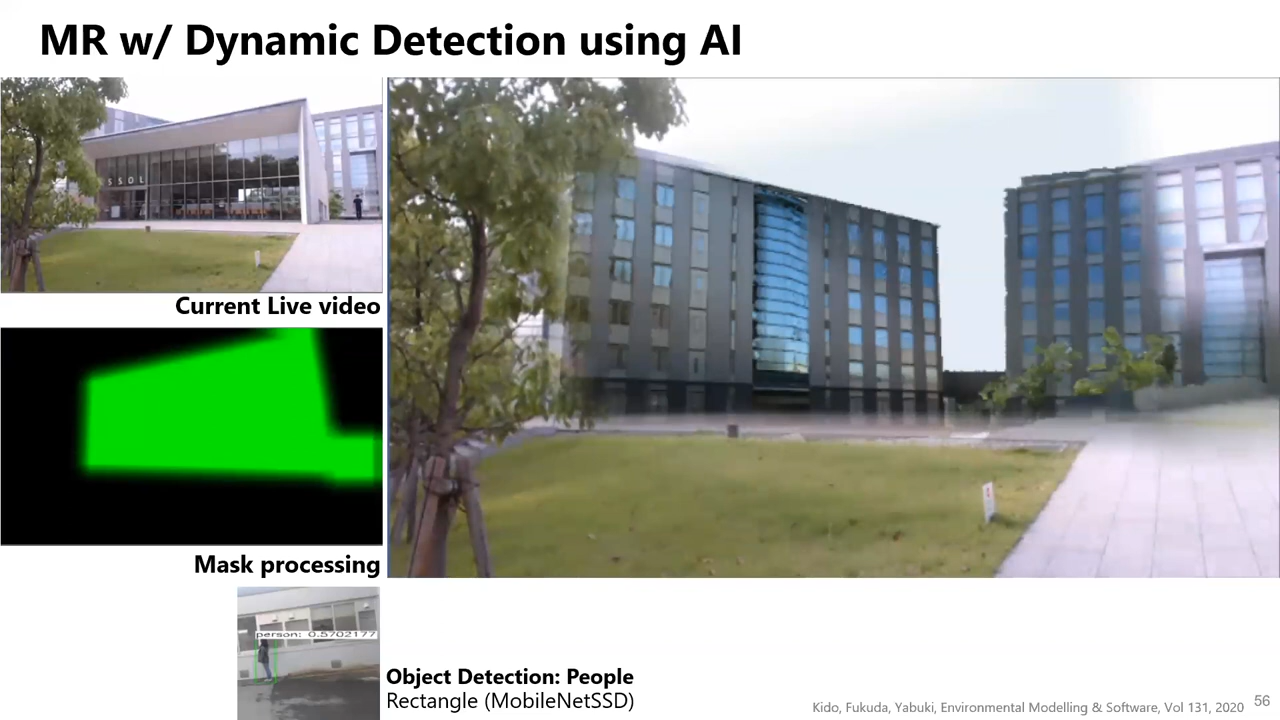 MR w/ Dynamic Detection using AI
SSOL
Current Live video
Mask processing
person: 0.5702177
Object Detection: People
Rectangle (MobileNetSSD)
Kido, Fukuda, Yabuki, Environmental Modelling & Software, Vol 131, 2020
56